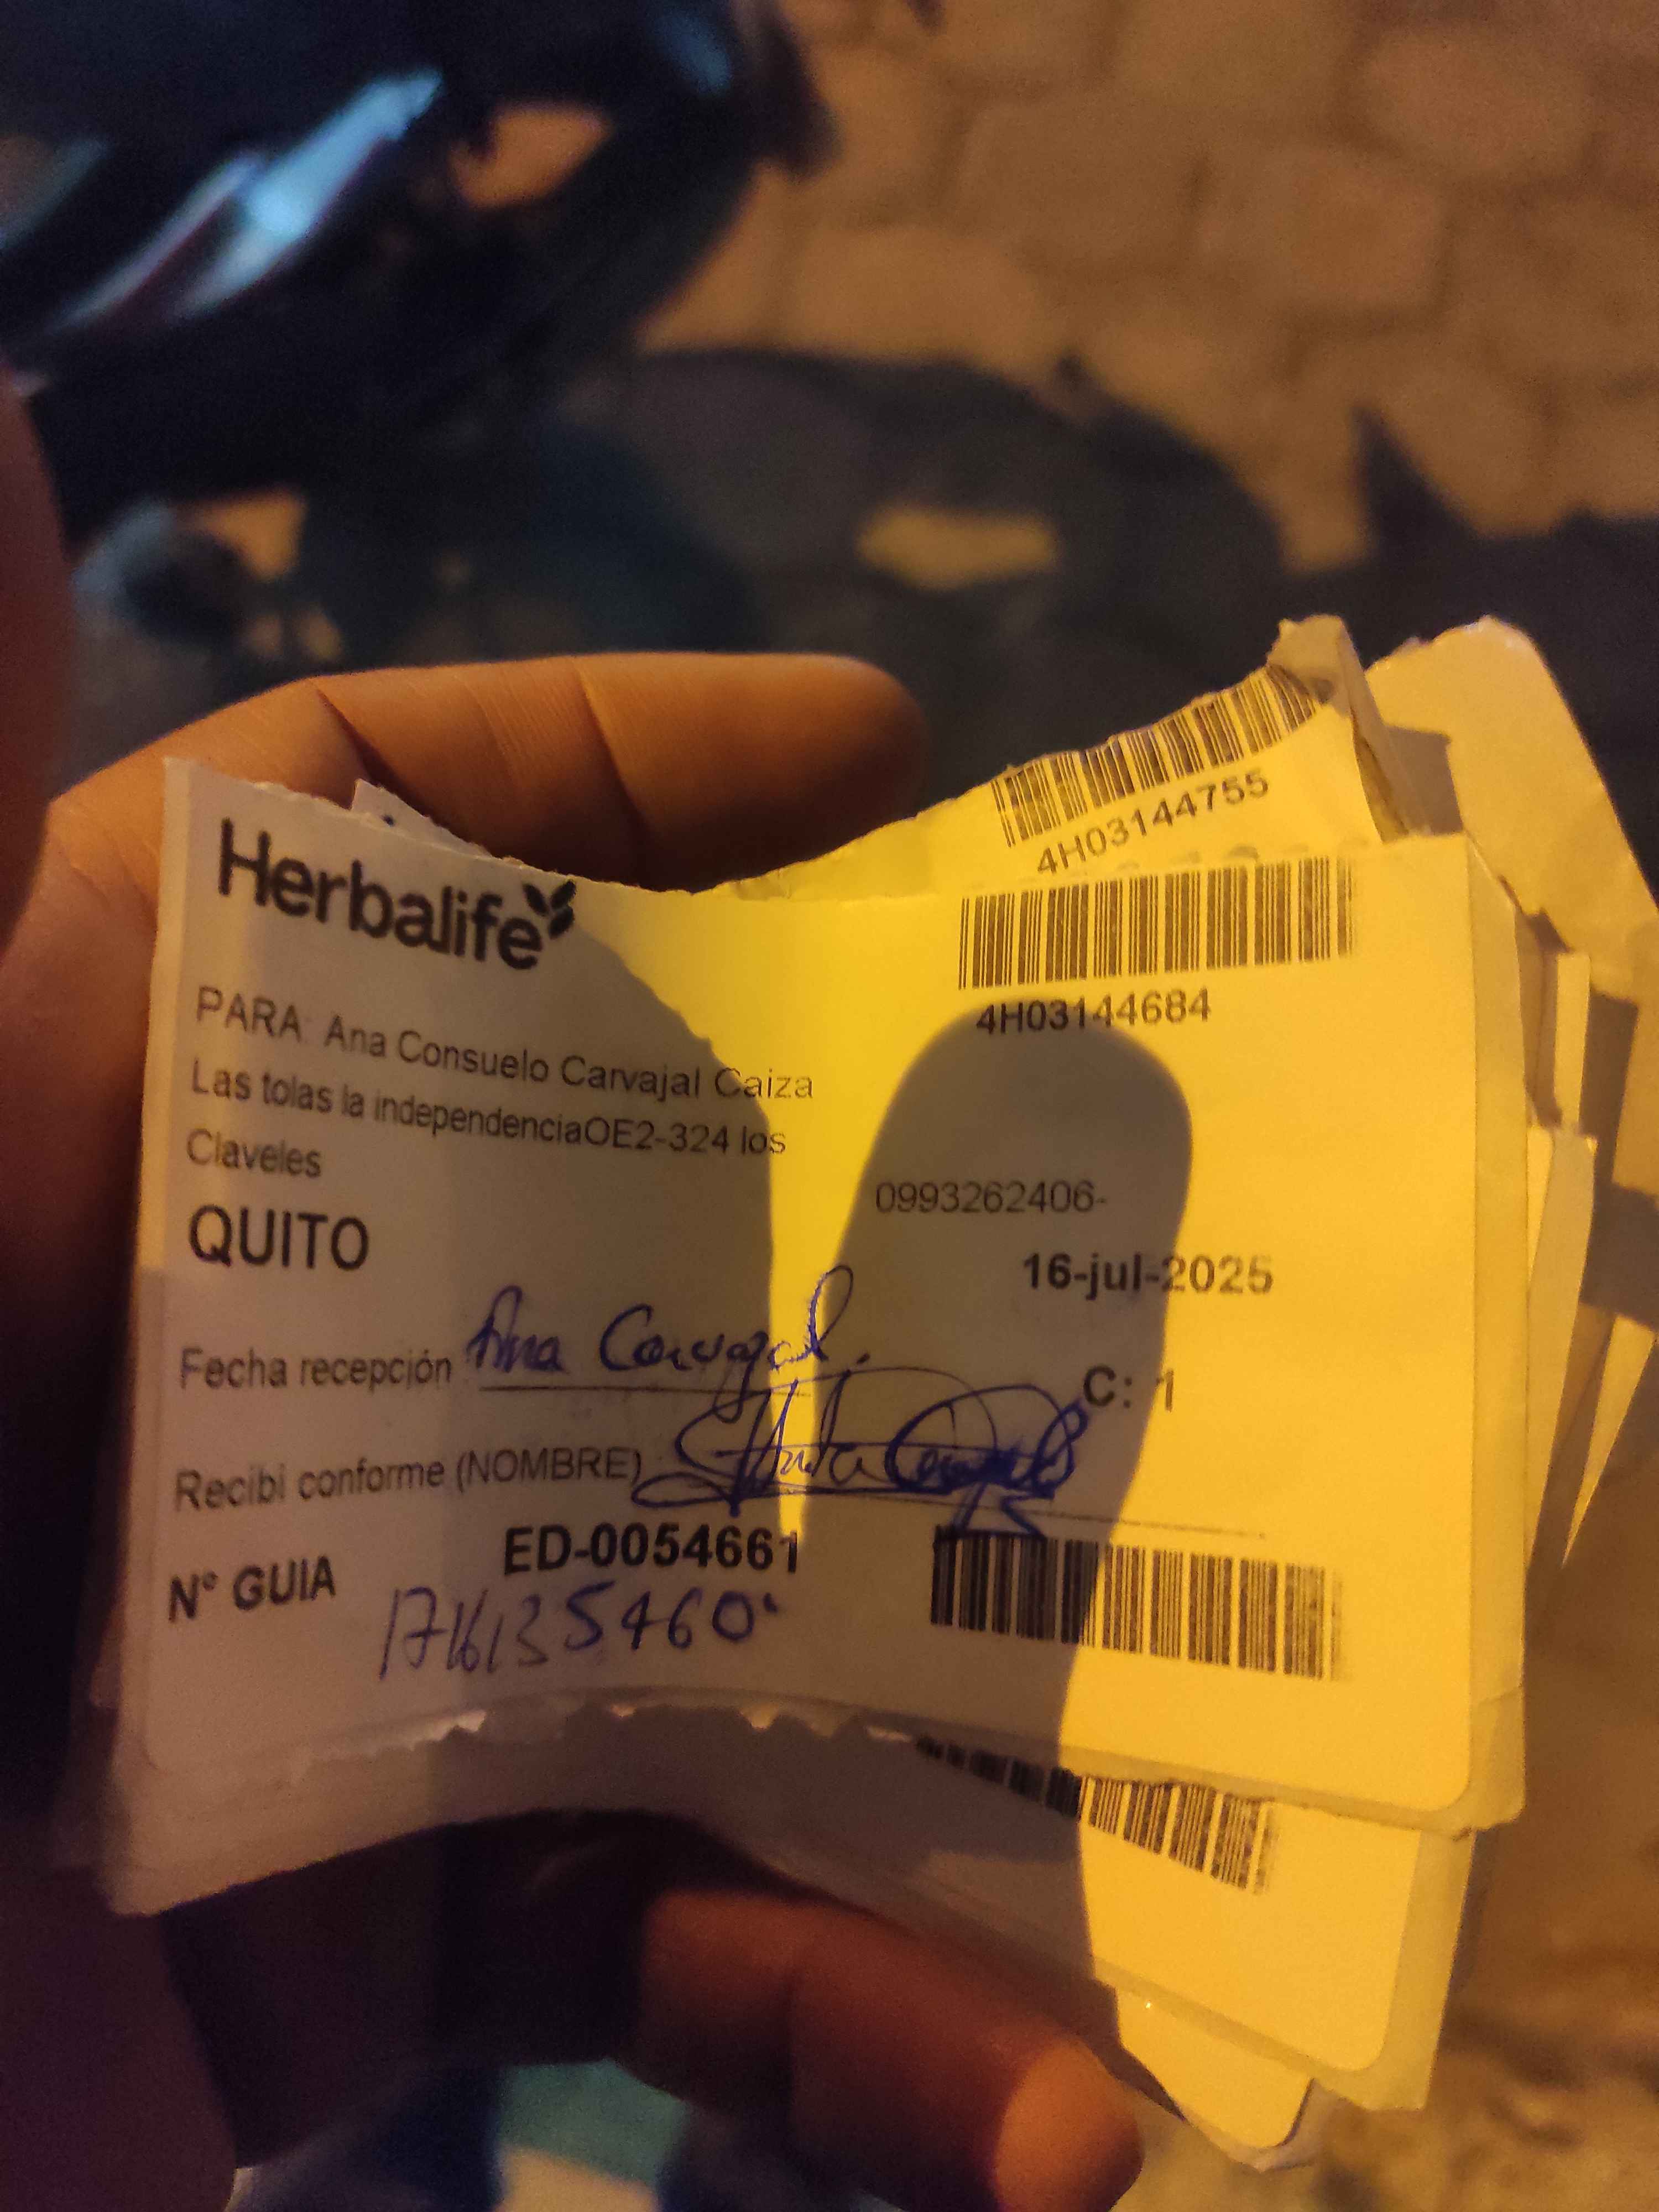 4H03144755
Herbalife
4H03144684
PARA: Ana Consuelo Carvajal Caiza
Las tolas la independenciaOE2-324 los
Claveles
0993262406-
QUITO
16-jul-2025
Fecha recepción Ana Carvajal.
C: 1
Recibi conforme (NOMBRE)
ED-0054661
N° GUIA
1716135460